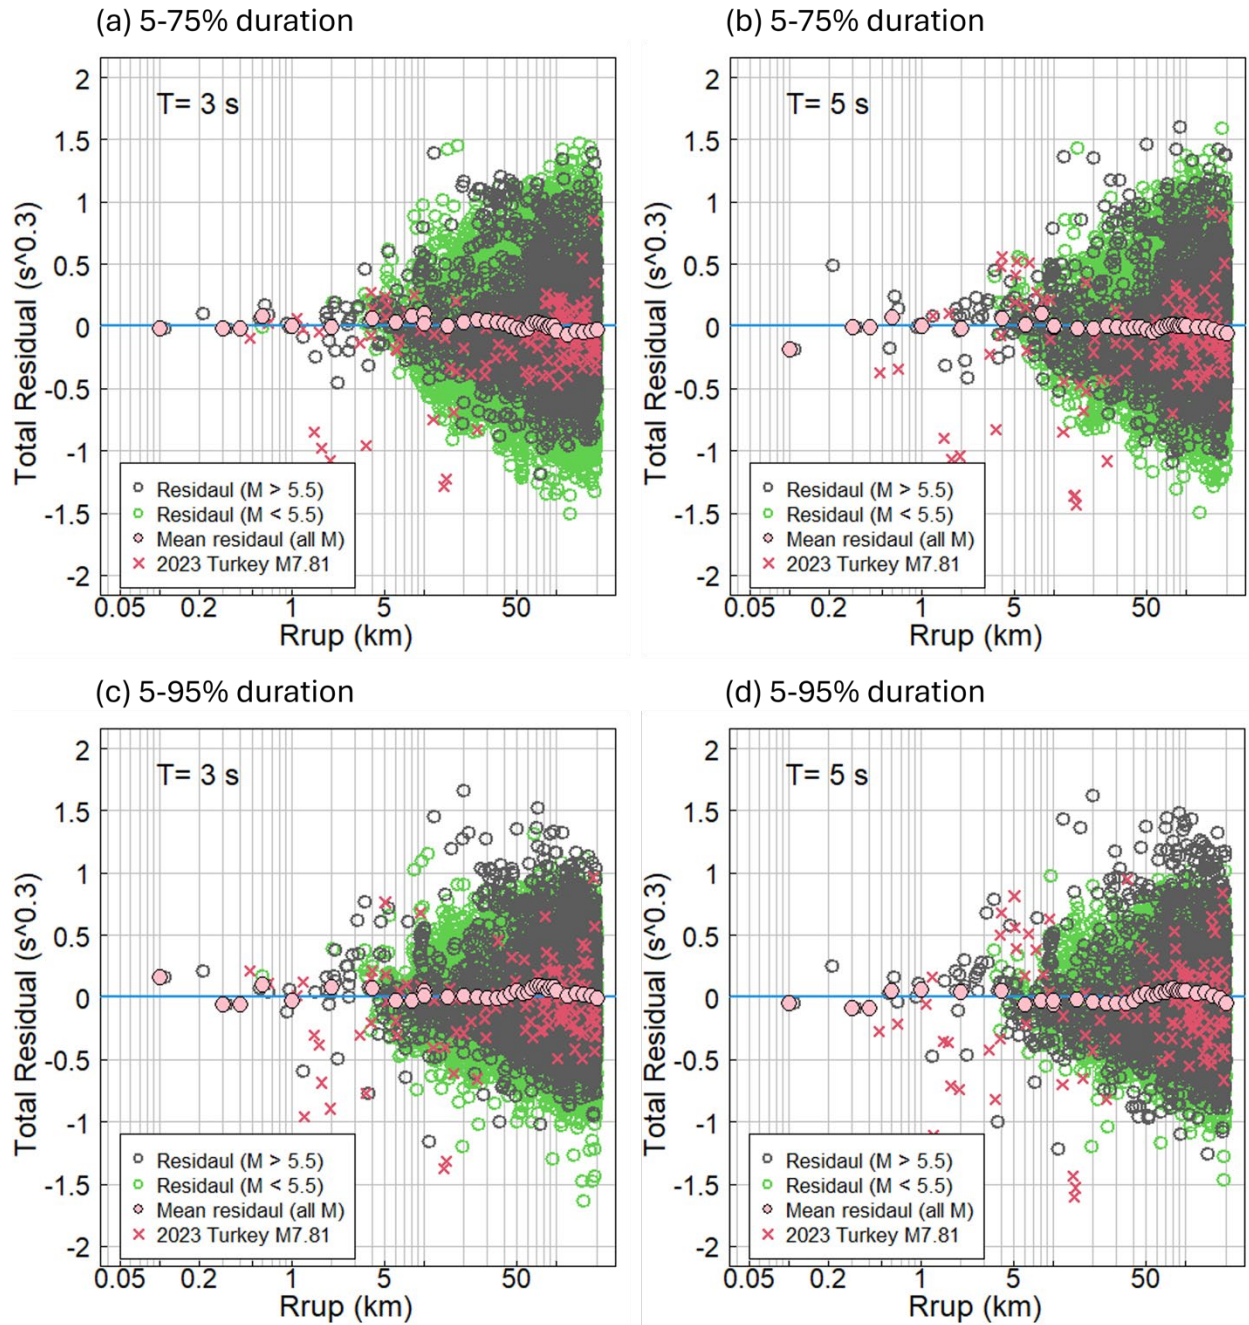 (a) 5-75% duration
(b) 5-75% duration
Total Residual (s^0.3)
2
1.5
1
0.5
0
-0.5
-1
-1.5
-2
T= 3 s
Residaul (M > 5.5)
Residaul (M < 5.5)
Mean residaul (all M)
2023 Turkey M7.81
0.05 0.2 1 5 50
Rrup (km)
Total Residual (s^0.3)
2
1.5
1
0.5
0
-0.5
-1
-1.5
-2
T= 5 s
Residaul (M > 5.5)
Residaul (M < 5.5)
Mean residaul (all M)
2023 Turkey M7.81
0.05 0.2 1 5 50
Rrup (km)
(c) 5-95% duration
(d) 5-95% duration
Total Residual (s^0.3)
2
1.5
1
0.5
0
-0.5
-1
-1.5
-2
T= 3 s
Residaul (M > 5.5)
Residaul (M < 5.5)
Mean residaul (all M)
2023 Turkey M7.81
0.05 0.2 1 5 50
Rrup (km)
Total Residual (s^0.3)
2
1.5
1
0.5
0
-0.5
-1
-1.5
-2
T= 5 s
Residaul (M > 5.5)
Residaul (M < 5.5)
Mean residaul (all M)
2023 Turkey M7.81
0.05 0.2 1 5 50
Rrup (km)